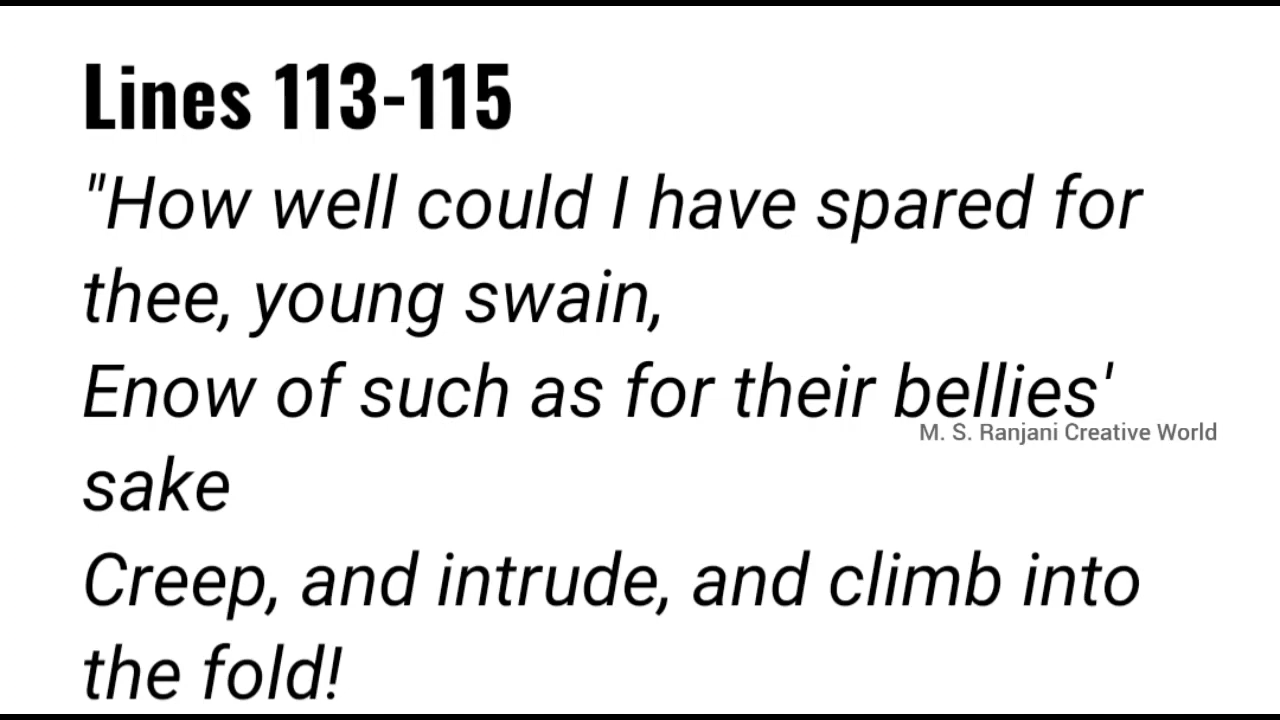 Lines 113-115
"How well could I have spared for
thee, young swain,
Enow of such as for their bellies'
M. S. Ranjani Creative World
sake
Creep, and intrude, and climb into
the fold!